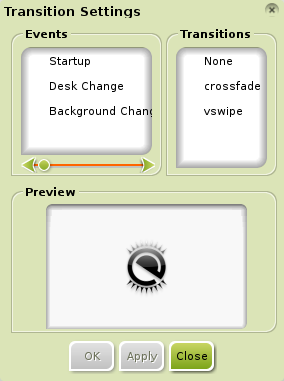 Transition Settings
Events
Transitions
Startup
None
Desk Change
crossfade
Background Chang
vswipe
Preview
OK
Apply
Close